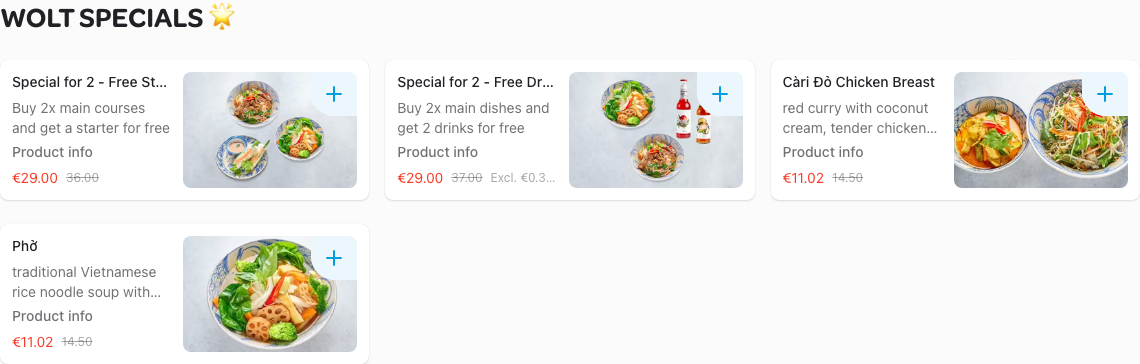 WOLT SPECIALS 🌟
Special for 2 - Free St...
Buy 2x main courses
and get a starter for free
Product info
€29.00 36.00
Special for 2 - Free Dr...
Buy 2x main dishes and
get 2 drinks for free
Product info
€29.00 37.00 Excl. €0.3...
Càri Đỏ Chicken Breast
red curry with coconut
cream, tender chicken...
Product info
€11.02 14.50
Phở
traditional Vietnamese
rice noodle soup with...
Product info
€11.02 14.50